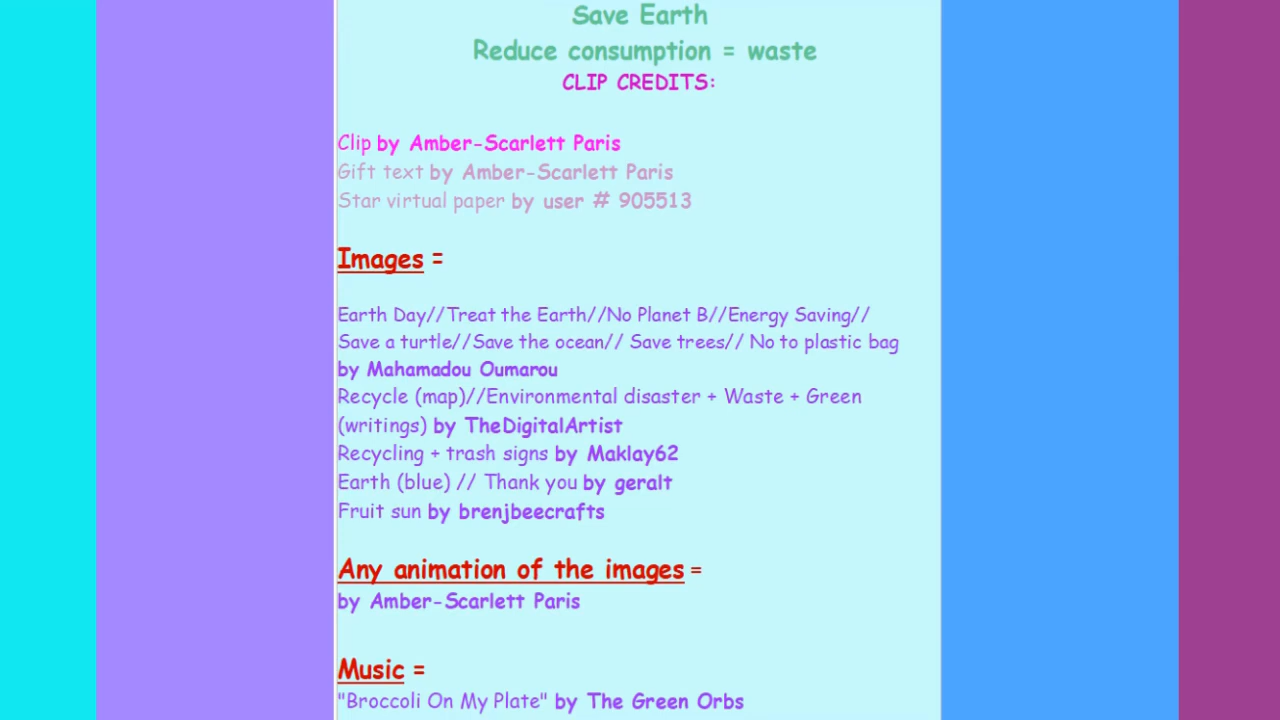 Save Earth
Reduce consumption = waste
CLIP CREDITS:
Clip by Amber-Scarlett Paris
Gift text by Amber-Scarlett Paris
Star virtual paper by user # 905513
Images =
Earth Day//Treat the Earth//No Planet B//Energy Saving//
Save a turtle//Save the ocean// Save trees// No to plastic bag
by Mahamadou Oumarou
Recycle (map)//Environmental disaster + Waste + Green
(writings) by TheDigitalArtist
Recycling + trash signs by Maklay62
Earth (blue) // Thank you by geralt
Fruit sun by brenjbeecrafts
Any animation of the images =
by Amber-Scarlett Paris
Music =
"Broccoli On My Plate" by The Green Orbs